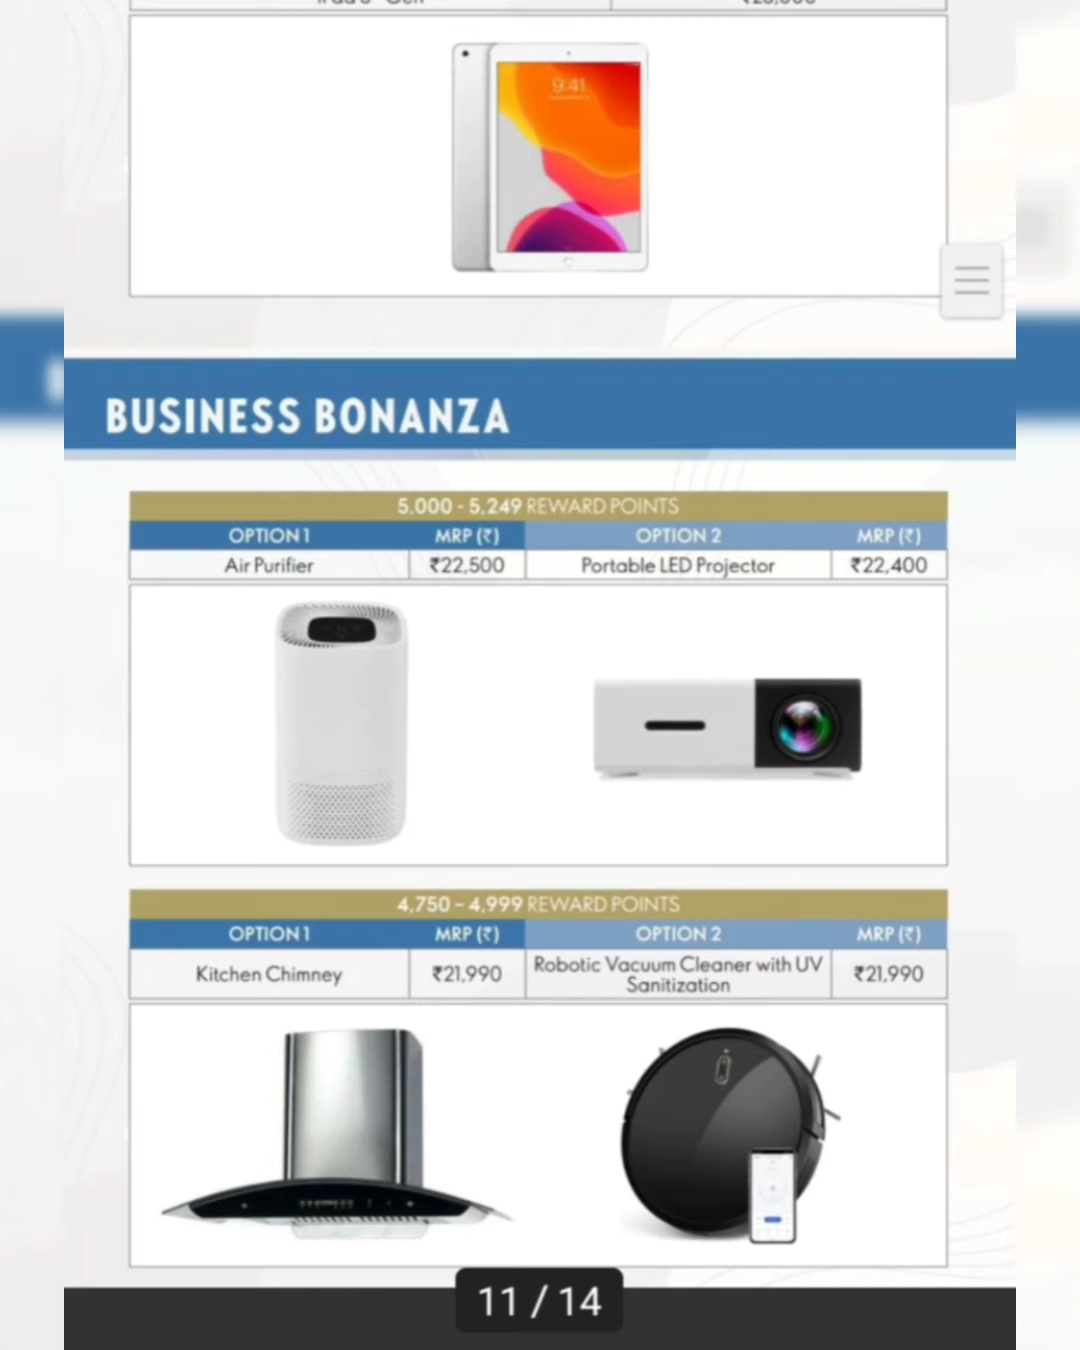 9:41
BUSINESS BONANZA
5,000 - 5,249 REWARD POINTS
OPTION 1 MRP (₹) OPTION 2 MRP (₹)
Air Purifier ₹22,500 Portable LED Projector ₹22,400
4,750 – 4,999 REWARD POINTS
OPTION 1 MRP (₹) OPTION 2 MRP (₹)
Kitchen Chimney ₹21,990 Robotic Vacuum Cleaner with UV
Sanitization ₹21,990
11 / 14